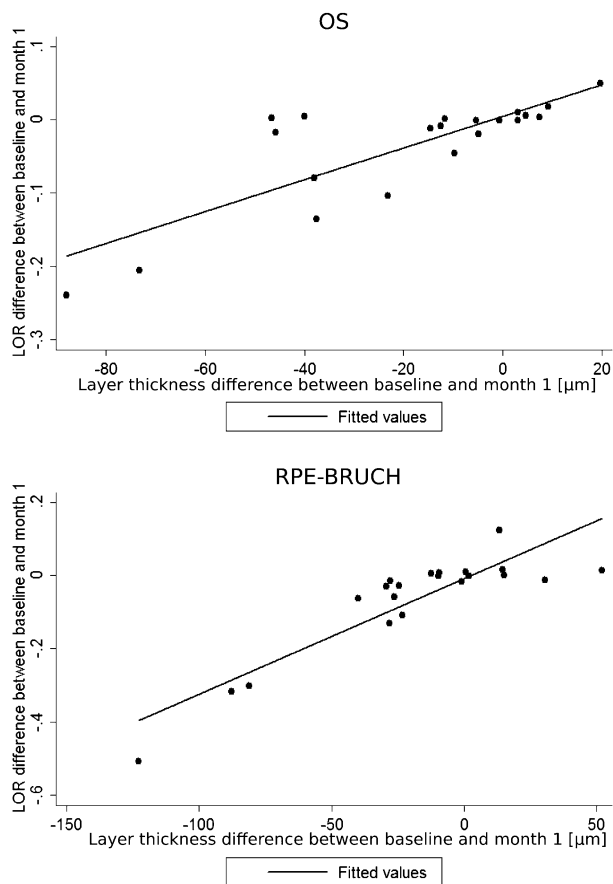 OS
LOR difference between baseline and month 1
.1
0
-.1
-.2
-.3
-80 -60 -40 -20 0 20
Layer thickness difference between baseline and month 1 [µm]
Fitted values
RPE-BRUCH
LOR difference between baseline and month 1
.2
0
-.2
-.4
-.6
-150 -100 -50 0 50
Layer thickness difference between baseline and month 1 [µm]
Fitted values